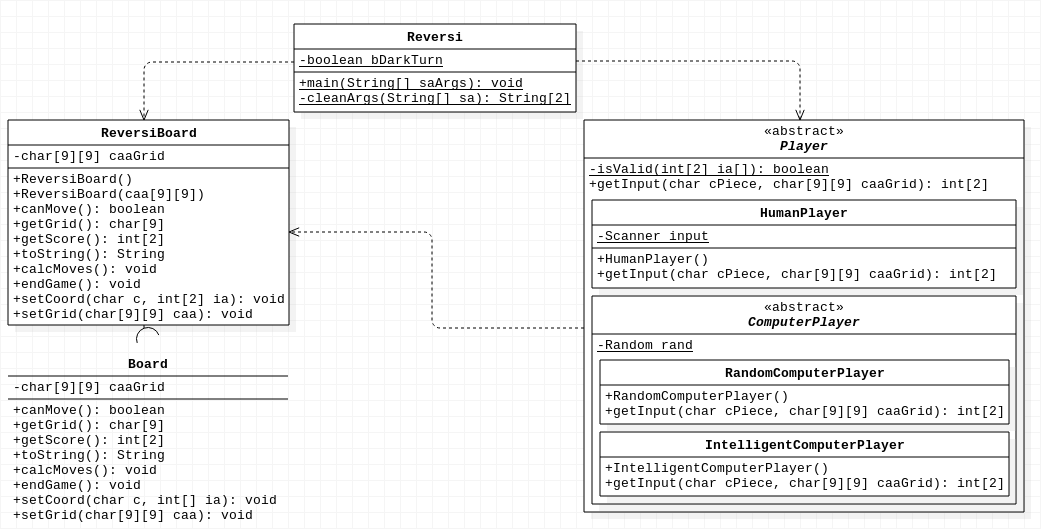 Reversi
-boolean bDarkTurn
+main(String[] saArgs): void
-cleanArgs(String[] sa): String[2]
ReversiBoard
-char[9][9] caaGrid
+ReversiBoard()
+ReversiBoard(caa[9][9])
+canMove(): boolean
+getGrid(): char[9]
+getScore(): int[2]
+toString(): String
+calcMoves(): void
+endGame(): void
+setCoord(char c, int[2] ia): void
+setGrid(char[9][9] caa): void
Board
-char[9][9] caaGrid
+canMove(): boolean
+getGrid(): char[9]
+getScore(): int[2]
+toString(): String
+calcMoves(): void
+endGame(): void
+setCoord(char c, int[] ia): void
+setGrid(char[9][9] caa): void
«abstract»
Player
-isValid(int[2] ia[]): boolean
+getInput(char cPiece, char[9][9] caaGrid): int[2]
HumanPlayer
-Scanner input
+HumanPlayer()
+getInput(char cPiece, char[9][9] caaGrid): int[2]
«abstract»
ComputerPlayer
-Random rand
RandomComputerPlayer
+RandomComputerPlayer()
+getInput(char cPiece, char[9][9] caaGrid): int[2]
IntelligentComputerPlayer
+IntelligentComputerPlayer()
+getInput(char cPiece, char[9][9] caaGrid): int[2]